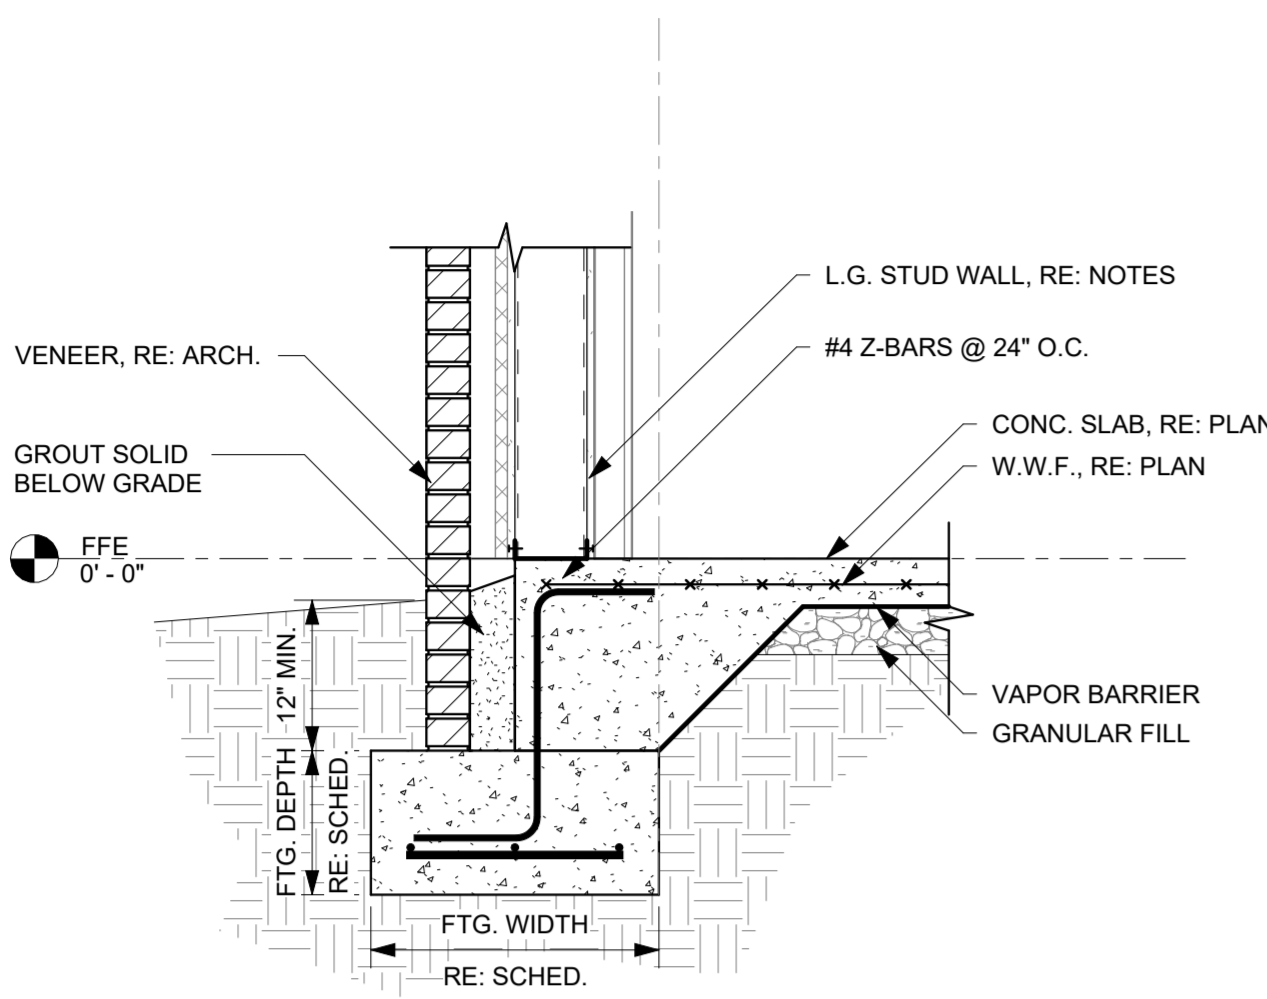 L.G. STUD WALL, RE: NOTES
#4 Z-BARS @ 24" O.C.
VENEER, RE: ARCH.
CONC. SLAB, RE: PLAN
GROUT SOLID
BELOW GRADE
W.W.F., RE: PLAN
FFE
0' - 0"
12" MIN.
VAPOR BARRIER
GRANULAR FILL
FTG. DEPTH
RE: SCHED.
FTG. WIDTH
RE: SCHED.